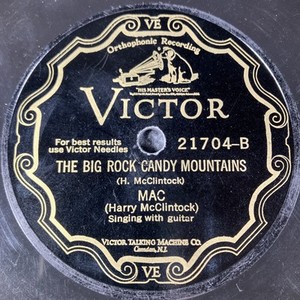 VE
Orthophonic Recording
"HIS MASTER'S VOICE"
VICTOR
For best results
use Victor Needles
21704-B
THE BIG ROCK CANDY MOUNTAINS
(H. McClintock)
MAC
(Harry McClintock)
Singing with guitar
VICTOR TALKING MACHINE CO.
Camden, N.J.
VE